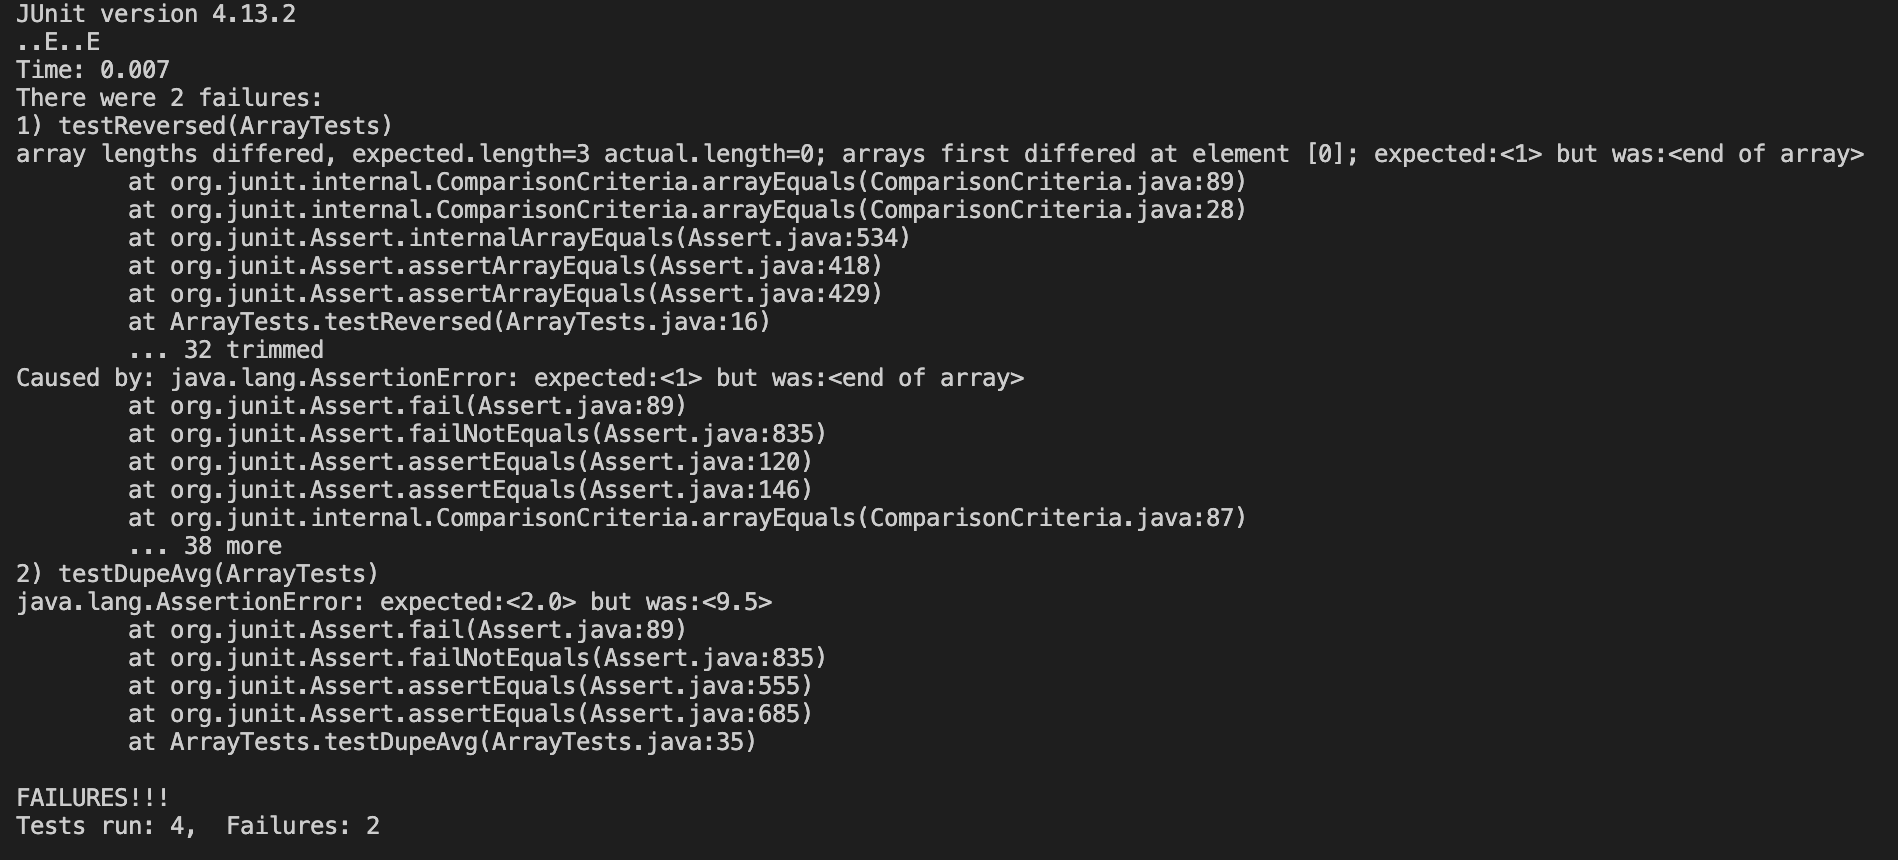 JUnit version 4.13.2
..E..E
Time: 0.007
There were 2 failures:
1) testReversed(ArrayTests)
array lengths differed, expected.length=3 actual.length=0; arrays first differed at element [0]; expected:<1> but was:<end of array>
        at org.junit.internal.ComparisonCriteria.arrayEquals(ComparisonCriteria.java:89)
        at org.junit.internal.ComparisonCriteria.arrayEquals(ComparisonCriteria.java:28)
        at org.junit.Assert.internalArrayEquals(Assert.java:534)
        at org.junit.Assert.assertArrayEquals(Assert.java:418)
        at org.junit.Assert.assertArrayEquals(Assert.java:429)
        at ArrayTests.testReversed(ArrayTests.java:16)
        ... 32 trimmed
Caused by: java.lang.AssertionError: expected:<1> but was:<end of array>
        at org.junit.Assert.fail(Assert.java:89)
        at org.junit.Assert.failNotEquals(Assert.java:835)
        at org.junit.Assert.assertEquals(Assert.java:120)
        at org.junit.Assert.assertEquals(Assert.java:146)
        at org.junit.internal.ComparisonCriteria.arrayEquals(ComparisonCriteria.java:87)
        ... 38 more
2) testDupeAvg(ArrayTests)
java.lang.AssertionError: expected:<2.0> but was:<9.5>
        at org.junit.Assert.fail(Assert.java:89)
        at org.junit.Assert.failNotEquals(Assert.java:835)
        at org.junit.Assert.assertEquals(Assert.java:555)
        at org.junit.Assert.assertEquals(Assert.java:685)
        at ArrayTests.testDupeAvg(ArrayTests.java:35)

FAILURES!!!
Tests run: 4,  Failures: 2